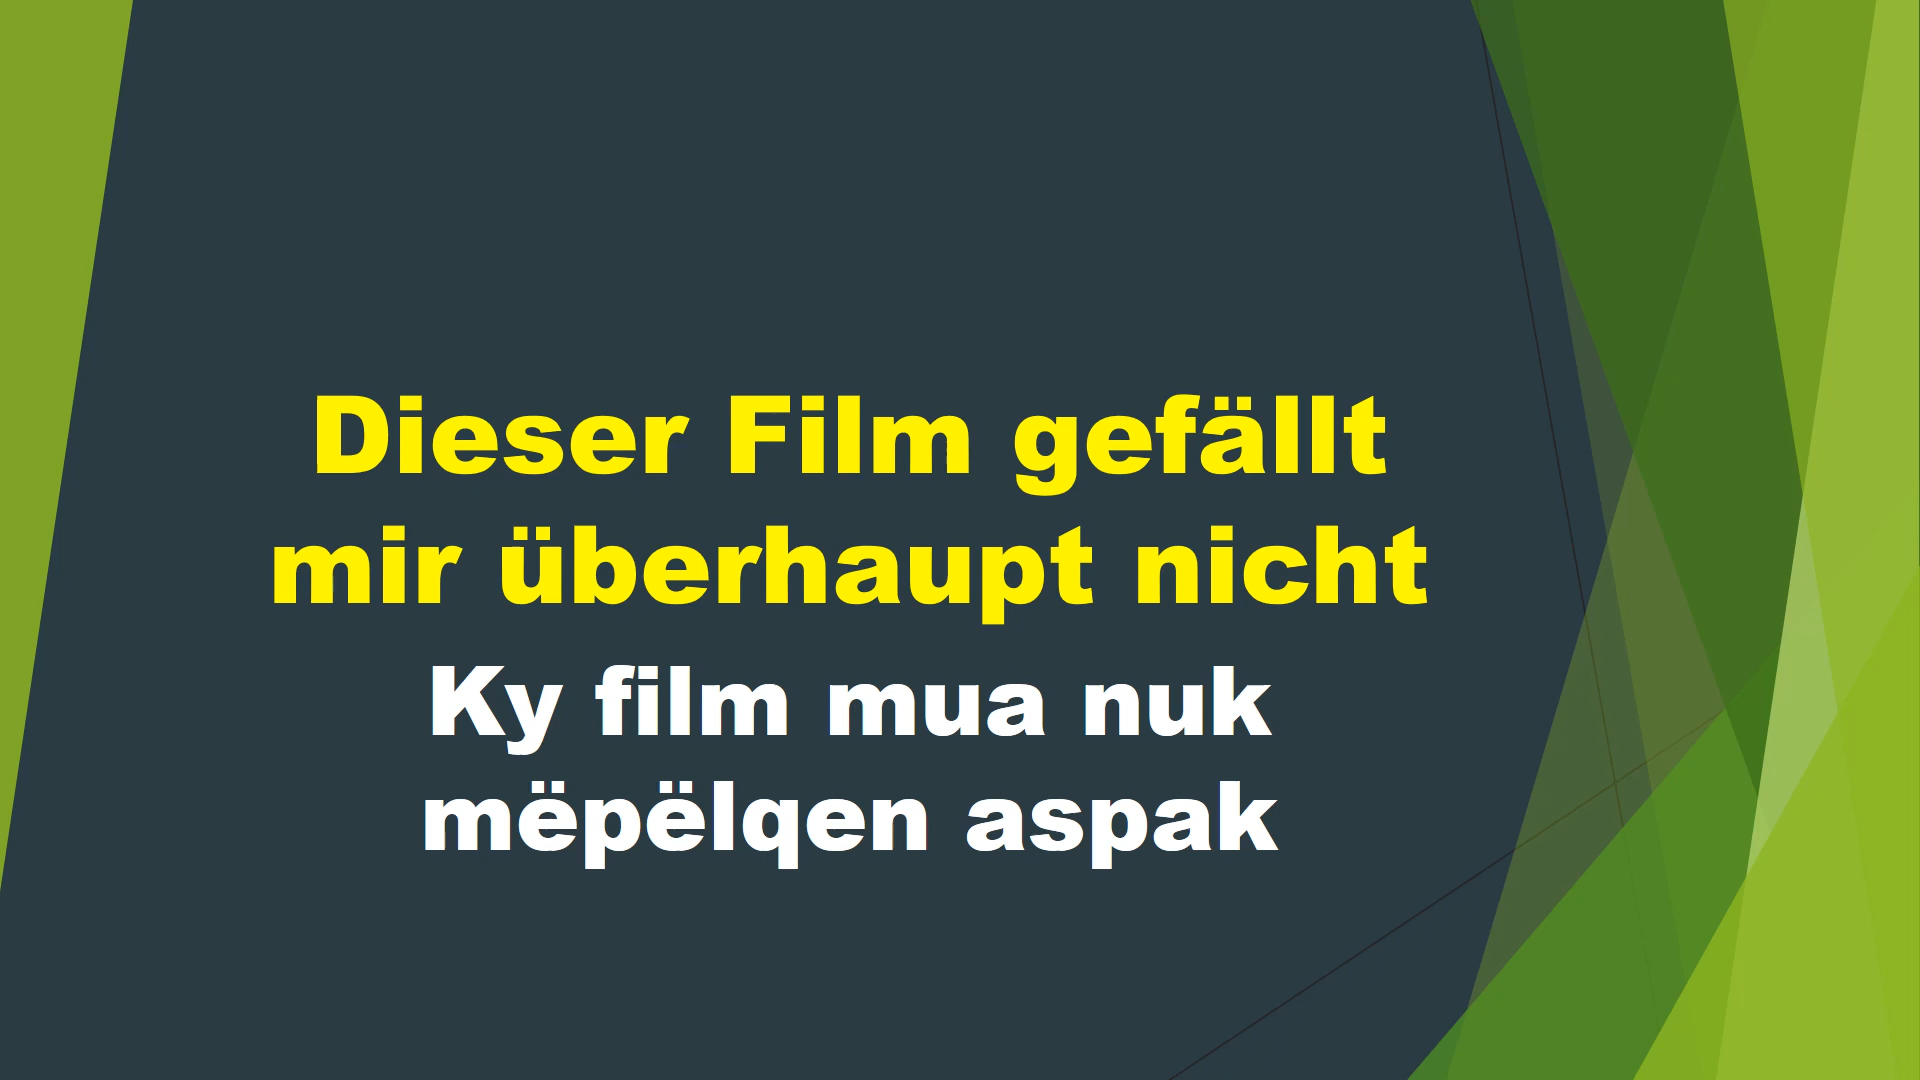 Dieser Film gefällt
mir überhaupt nicht
Ky film mua nuk
mëpëlqen aspak